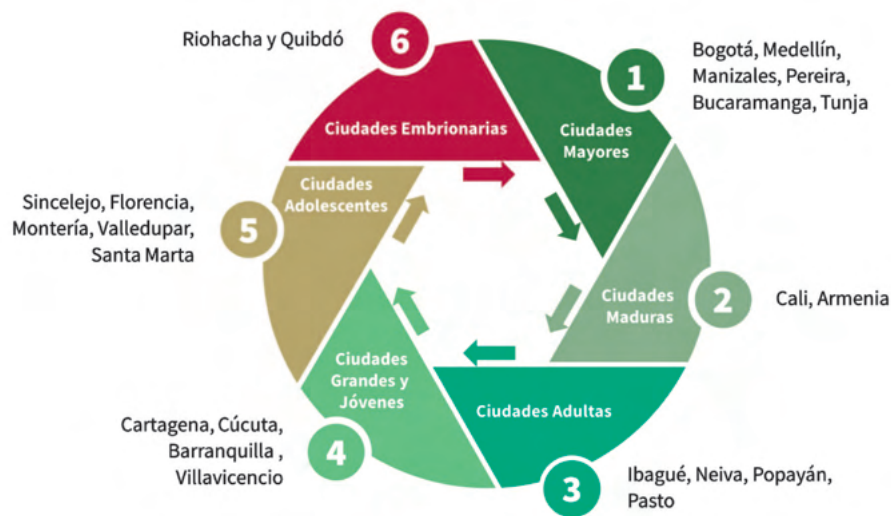 6
Riohacha y Quibdó
Ciudades Embrionarias
1
Bogotá, Medellín,
Manizales, Pereira,
Bucaramanga, Tunja
Ciudades
Mayores
2
Cali, Armenia
Ciudades
Maduras
3
Ibagué, Neiva, Popayán,
Pasto
Ciudades Adultas
4
Cartagena, Cúcuta,
Barranquilla ,
Villavicencio
Ciudades
Grandes y
Jóvenes
5
Sincelejo, Florencia,
Montería, Valledupar,
Santa Marta
Ciudades
Adolescentes